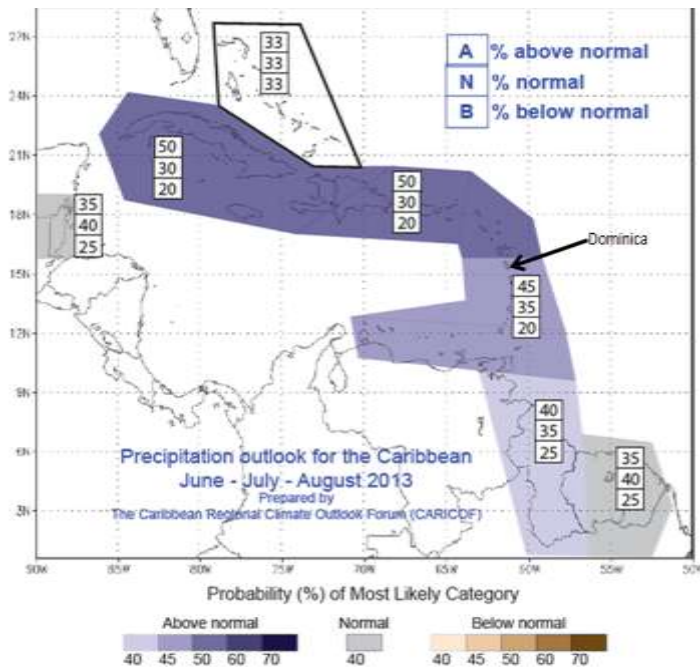 27N
24N
21N
18N
15N
12N
9N
6N
3N
33
33
33
A % above normal
N % normal
B % below normal
50
30
20
50
30
20
35
40
25
Dominica
45
35
20
40
35
25
35
40
25
Precipitation outlook for the Caribbean
June - July - August 2013
Prepared by
The Caribbean Regional Climate Outlook Forum (CARICOF)
90W 85W 80W 75W 70W 65W 60W 55W
Probability (%) of Most Likely Category
Above normal Normal Below normal
40 45 50 60 70 40 40 45 50 60 70